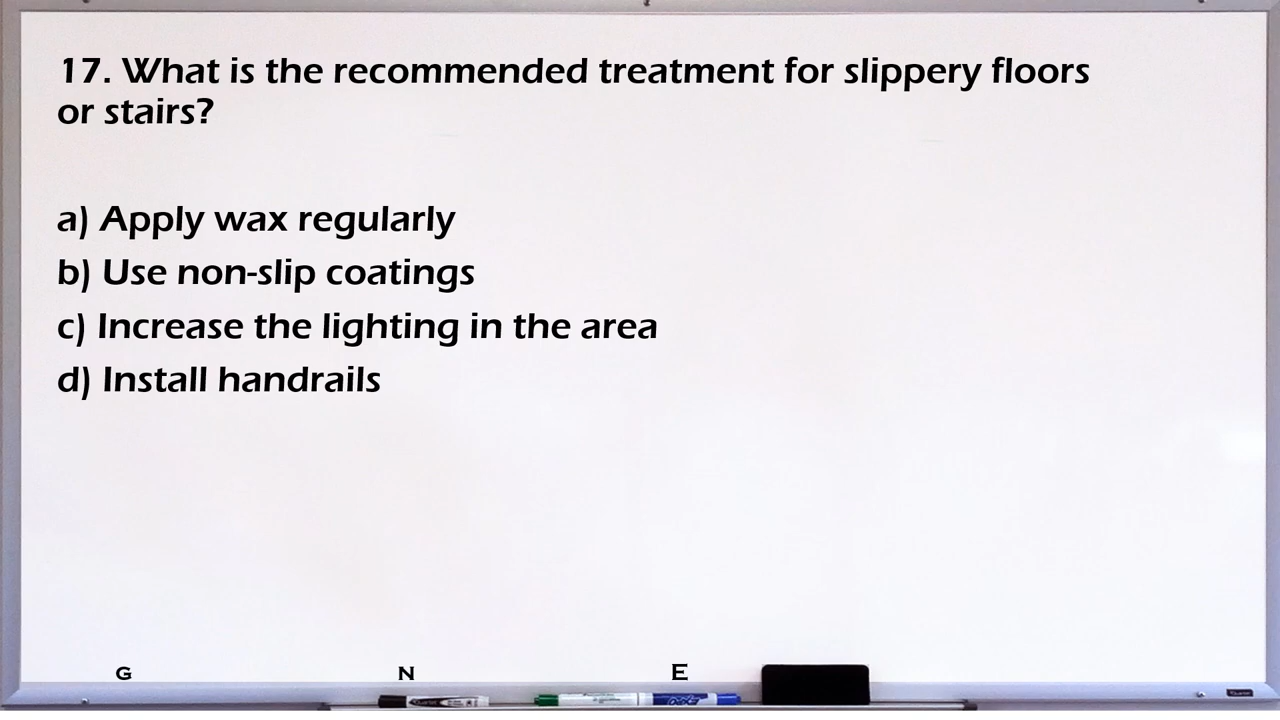 17. What is the recommended treatment for slippery floors
or stairs?
a) Apply wax regularly
b) Use non-slip coatings
c) Increase the lighting in the area
d) Install handrails
G N E